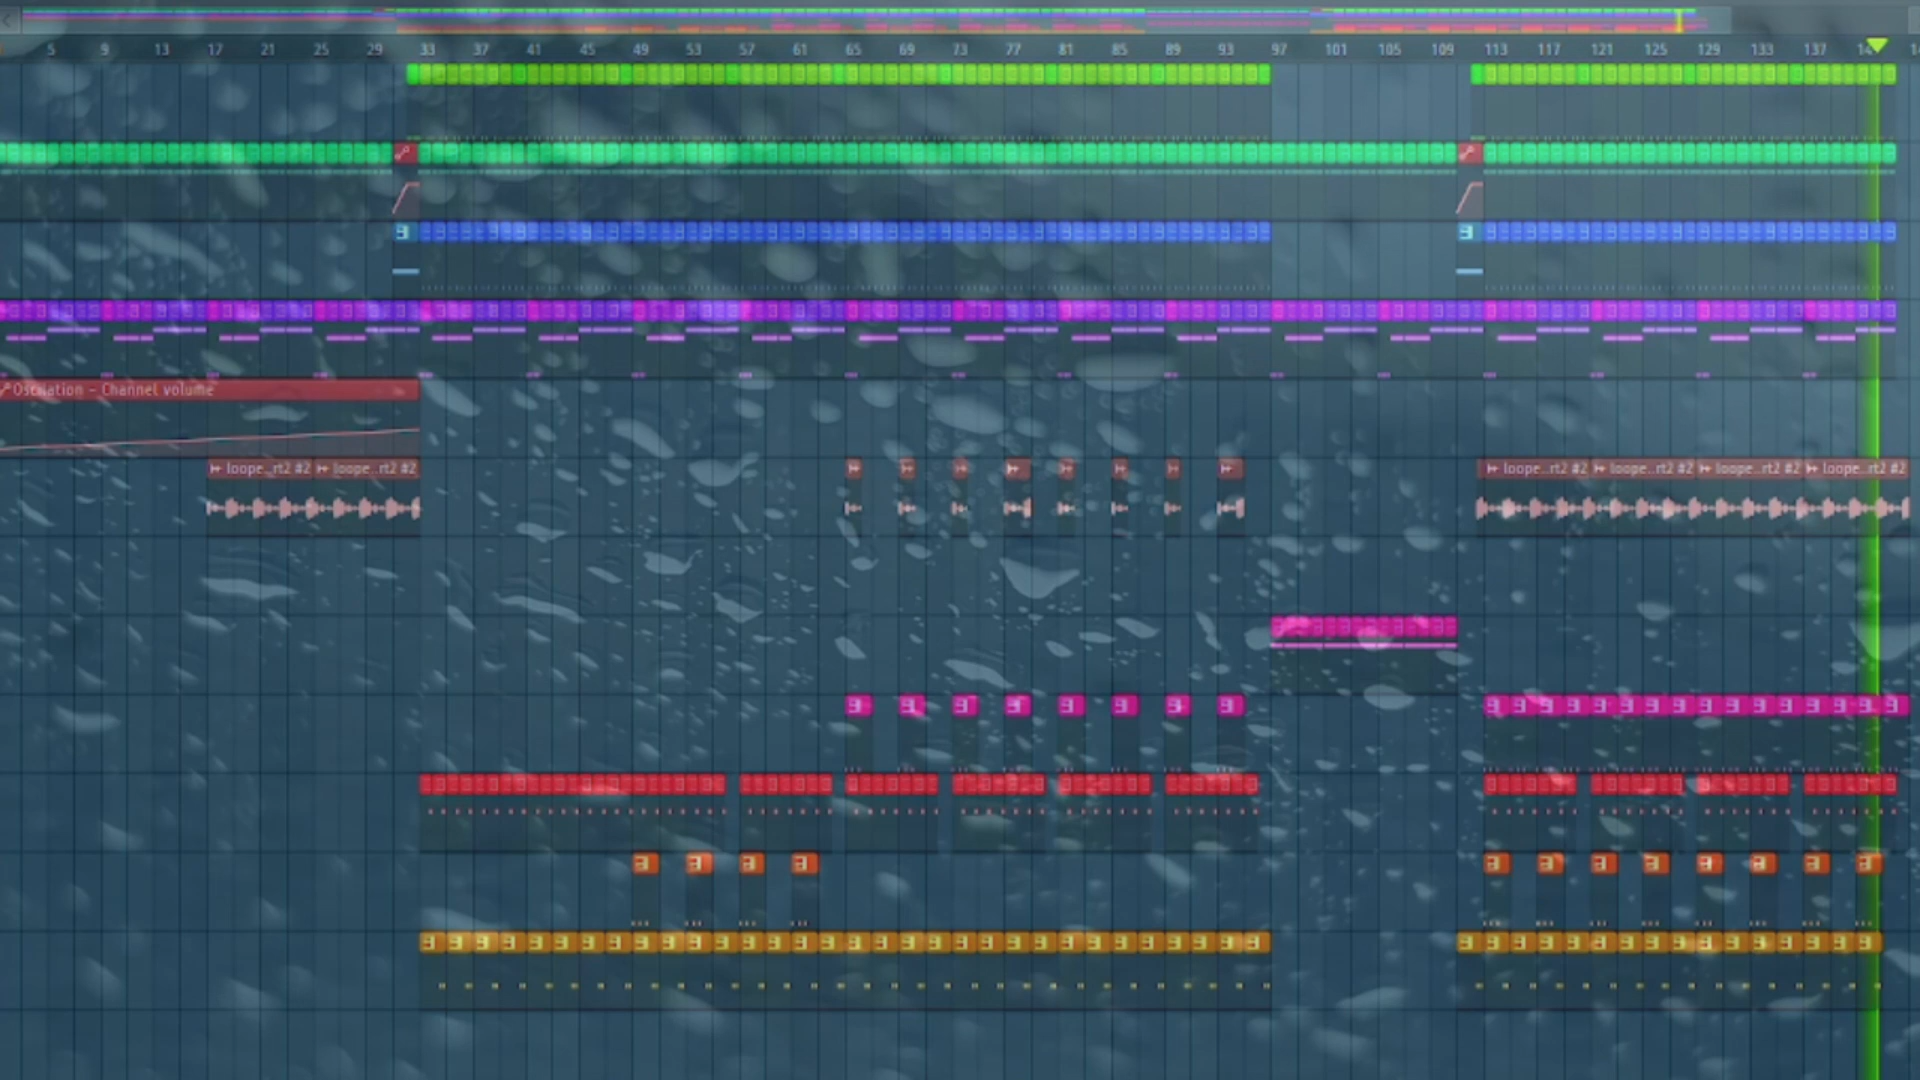 5 9 13 17 21 25 29 33 37 41 45 49 53 57 61 65 69 73 77 81 85 89 93 97 101 105 109 113 117 121 125 129 133 137
Oscilation - Channel volume
loope..rt2 #2 loope..rt2 #2 loope..rt2 #2 loope..rt2 #2 loope..rt2 #2 loope..rt2 #2